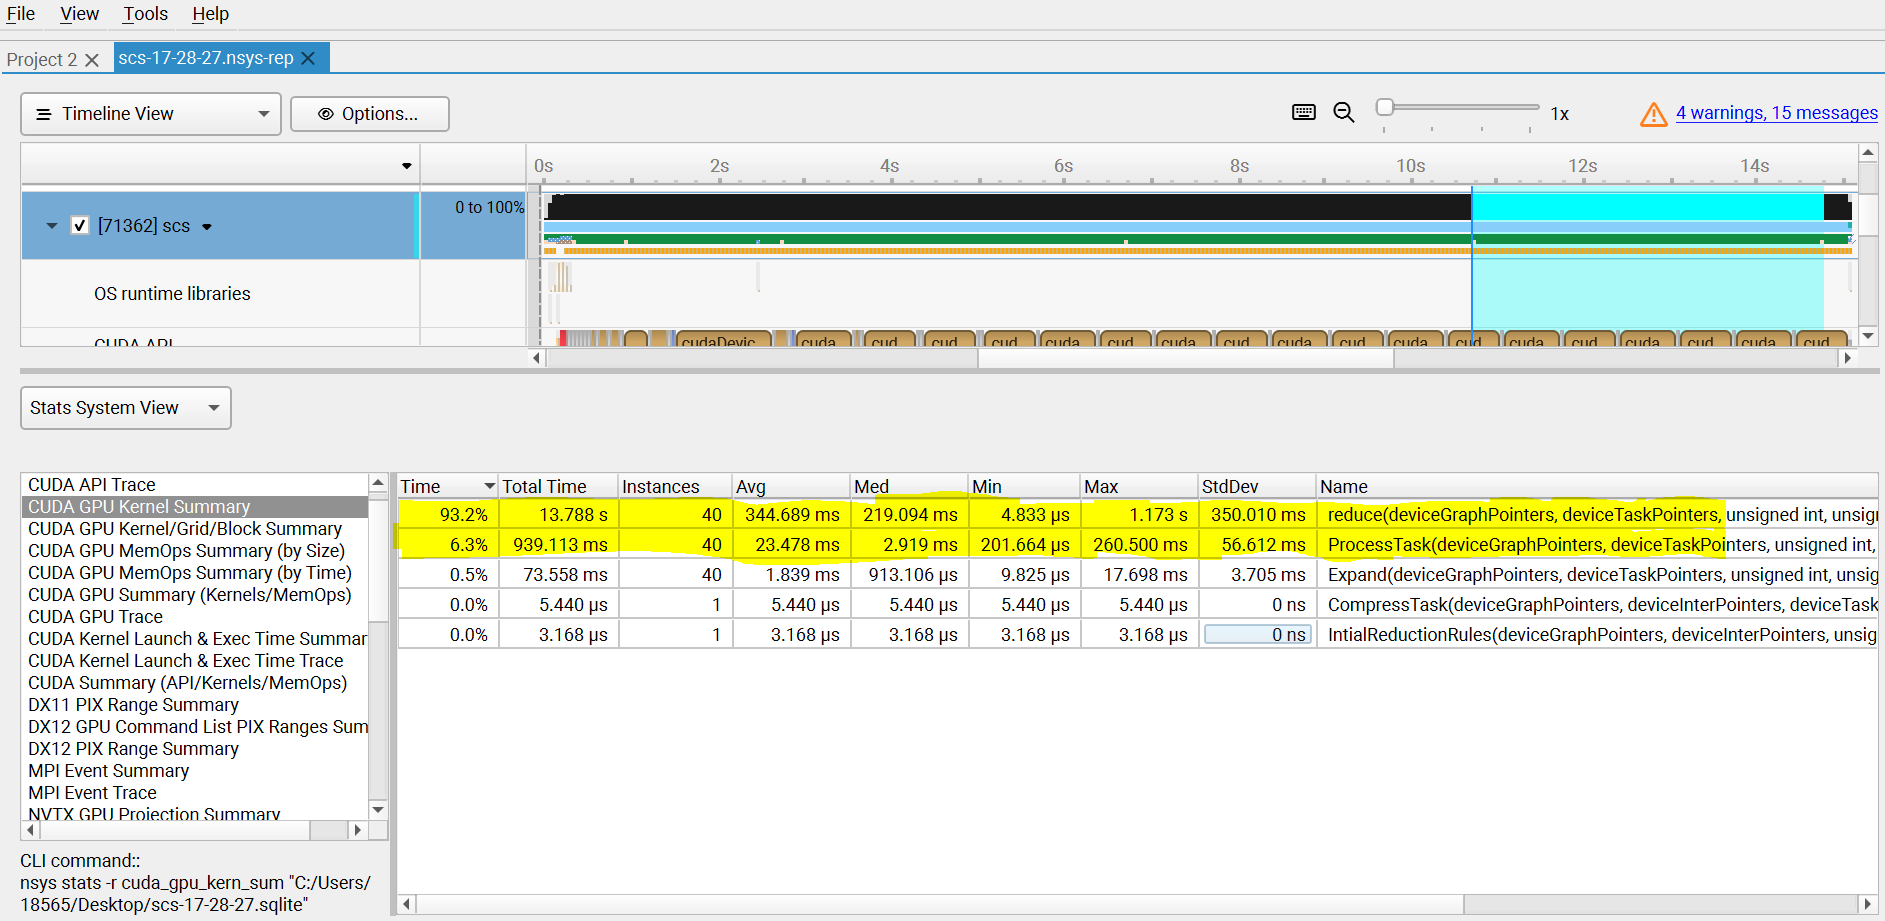 File View Tools Help
Project 2 scs-17-28-27.nsys-rep
Timeline View Options... 1x 4 warnings, 15 messages
0s 2s 4s 6s 8s 10s 12s 14s
0 to 100%
[71362] scs
OS runtime libraries
CUDA API cudaDevic cuda cud cud cud cuda cud cuda cud cuda cud cuda cud cuda cud cuda cud cuda cud
Stats System View
CUDA API Trace
CUDA GPU Kernel Summary
CUDA GPU Kernel/Grid/Block Summary
CUDA GPU MemOps Summary (by Size)
CUDA GPU MemOps Summary (by Time)
CUDA GPU Summary (Kernels/MemOps)
CUDA GPU Trace
CUDA Kernel Launch & Exec Time Summar
CUDA Kernel Launch & Exec Time Trace
CUDA Summary (API/Kernels/MemOps)
DX11 PIX Range Summary
DX12 GPU Command List PIX Ranges Sum
DX12 PIX Range Summary
MPI Event Summary
MPI Event Trace
NVTX GPU Projection Summary
CLI command::
nsys stats -r cuda_gpu_kern_sum "C:/Users/
18565/Desktop/scs-17-28-27.sqlite"
Time Total Time Instances Avg Med Min Max StdDev Name
93.2% 13.788 s 40 344.689 ms 219.094 ms 4.833 μs 1.173 s 350.010 ms reduce(deviceGraphPointers, deviceTaskPointers, unsigned int, unsig
6.3% 939.113 ms 40 23.478 ms 2.919 ms 201.664 μs 260.500 ms 56.612 ms ProcessTask(deviceGraphPointers, deviceTaskPointers, unsigned int,
0.5% 73.558 ms 40 1.839 ms 913.106 μs 9.825 μs 17.698 ms 3.705 ms Expand(deviceGraphPointers, deviceTaskPointers, unsigned int, unsig
0.0% 5.440 μs 1 5.440 μs 5.440 μs 5.440 μs 5.440 μs 0 ns CompressTask(deviceGraphPointers, deviceInterPointers, deviceTask
0.0% 3.168 μs 1 3.168 μs 3.168 μs 3.168 μs 3.168 μs 0 ns IntialReductionRules(deviceGraphPointers, deviceInterPointers, unsig